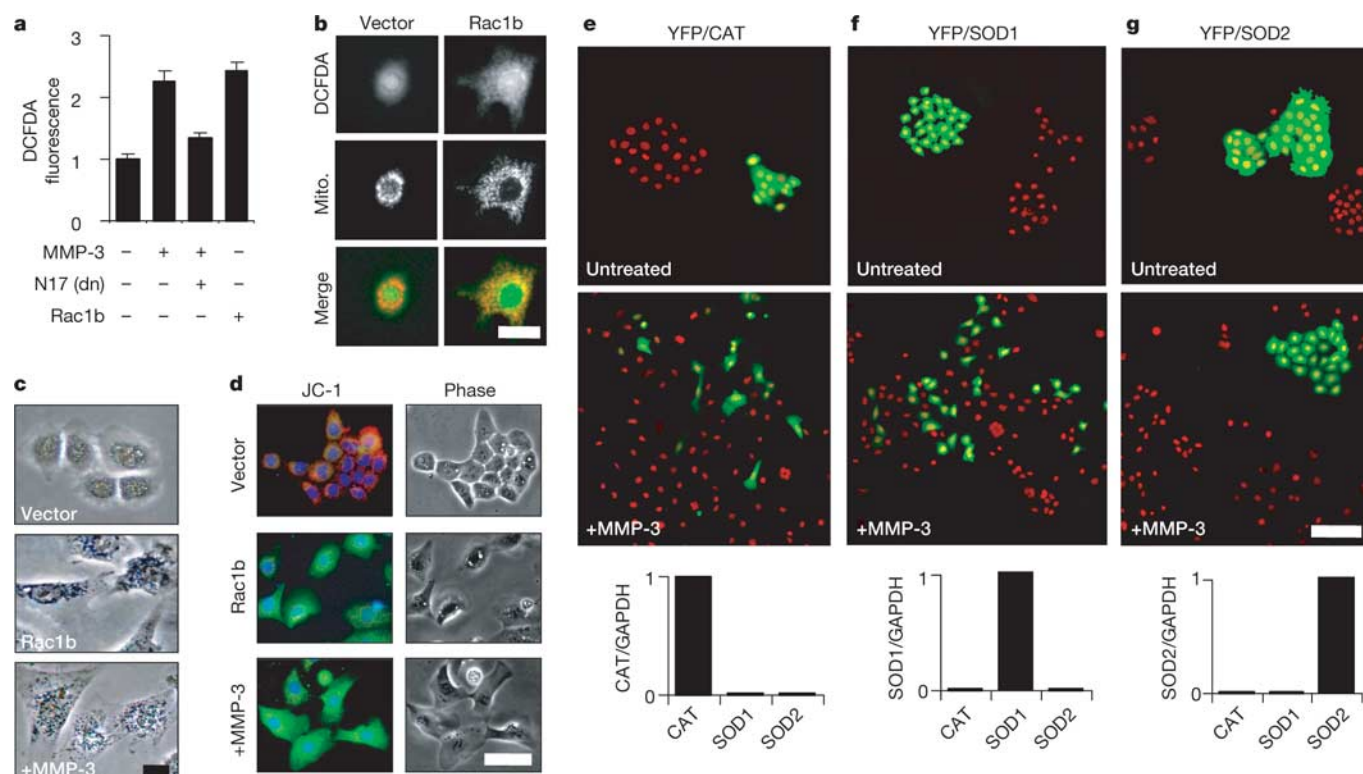 a
3
2
1
0
DCFDA
fluorescence
MMP-3 – + + –
N17 (dn) – – + –
Rac1b – – – +
b
Vector Rac1b
DCFDA
Mito.
Merge
c
Vector
Rac1b
+MMP-3
d
JC-1 Phase
Vector
Rac1b
+MMP-3
e
YFP/CAT
Untreated
+MMP-3
1
0
CAT/GAPDH
CAT SOD1 SOD2
f
YFP/SOD1
Untreated
+MMP-3
1
0
SOD1/GAPDH
CAT SOD1 SOD2
g
YFP/SOD2
Untreated
+MMP-3
1
0
SOD2/GAPDH
CAT SOD1 SOD2